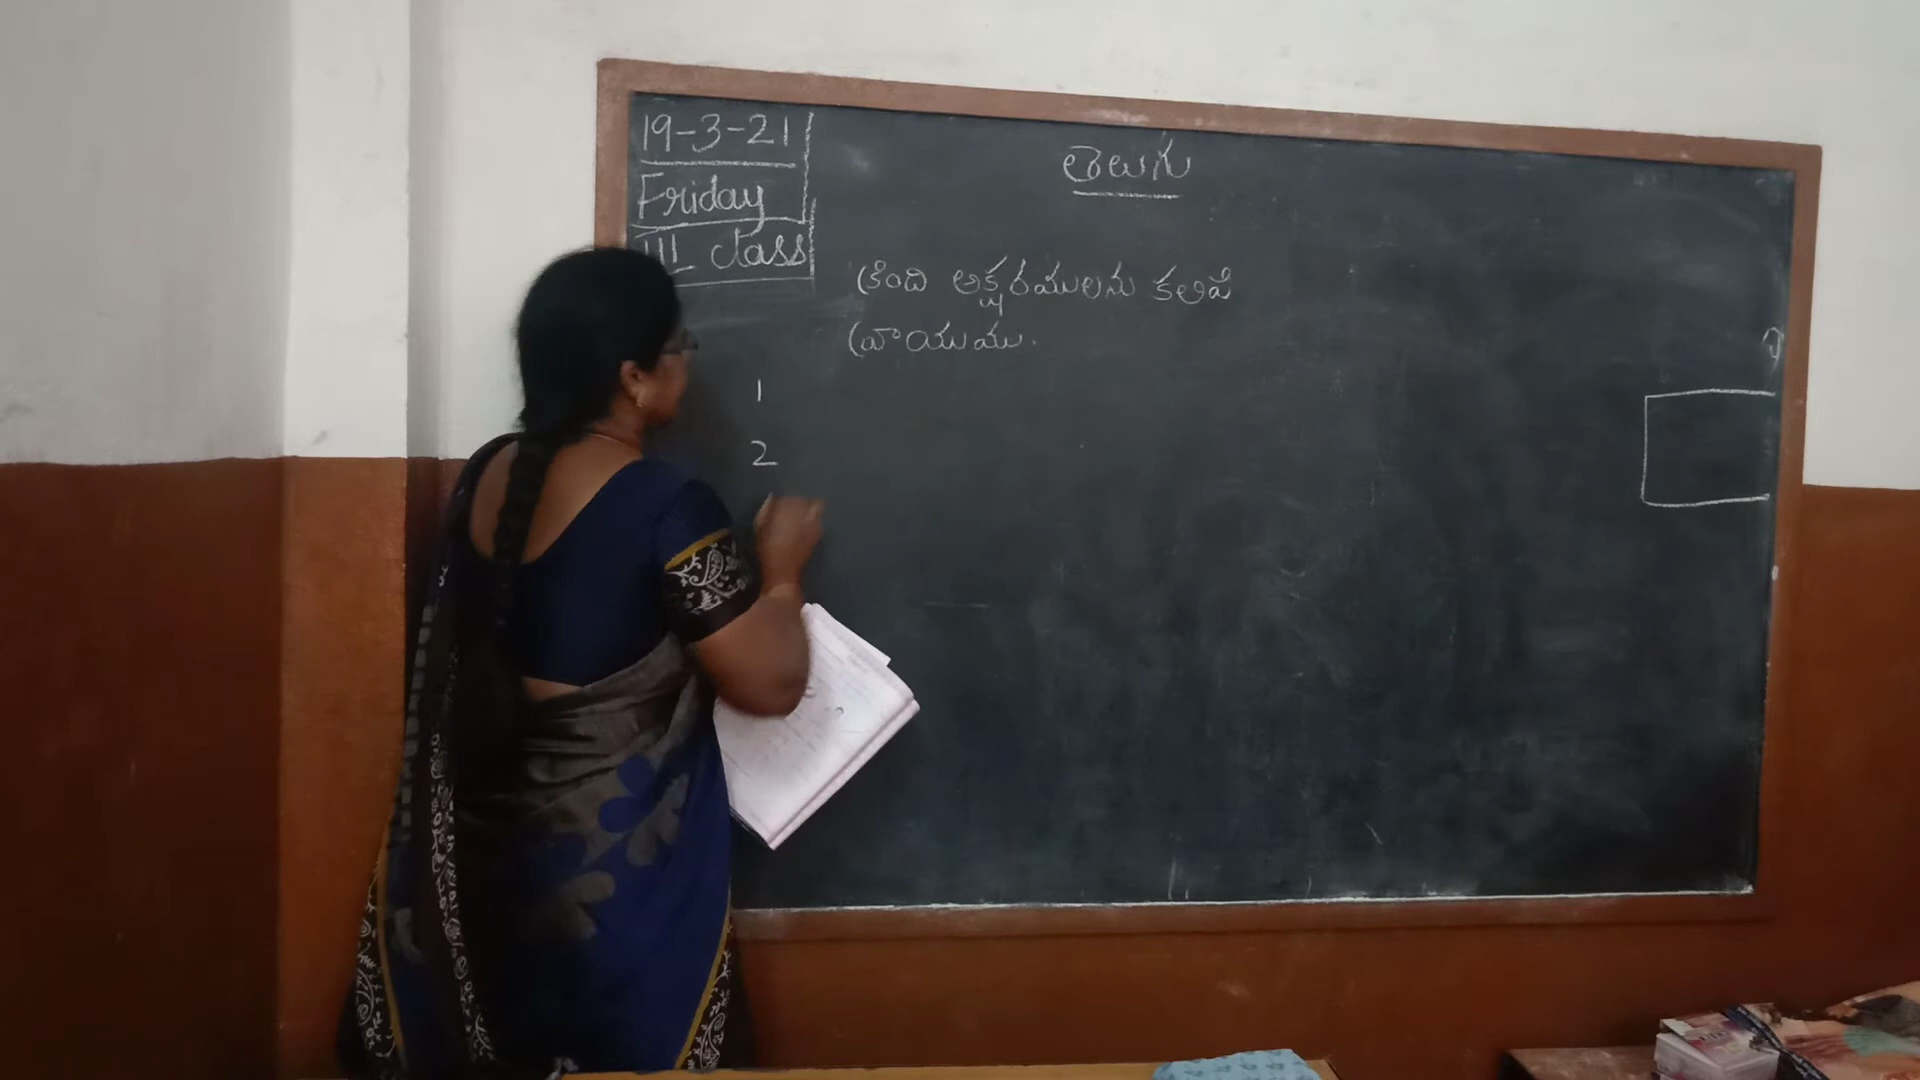 19-3-21
Friday
III class
తెలుగు
క్రింది అక్షరములను కలిపి
వ్రాయుము.
1
2